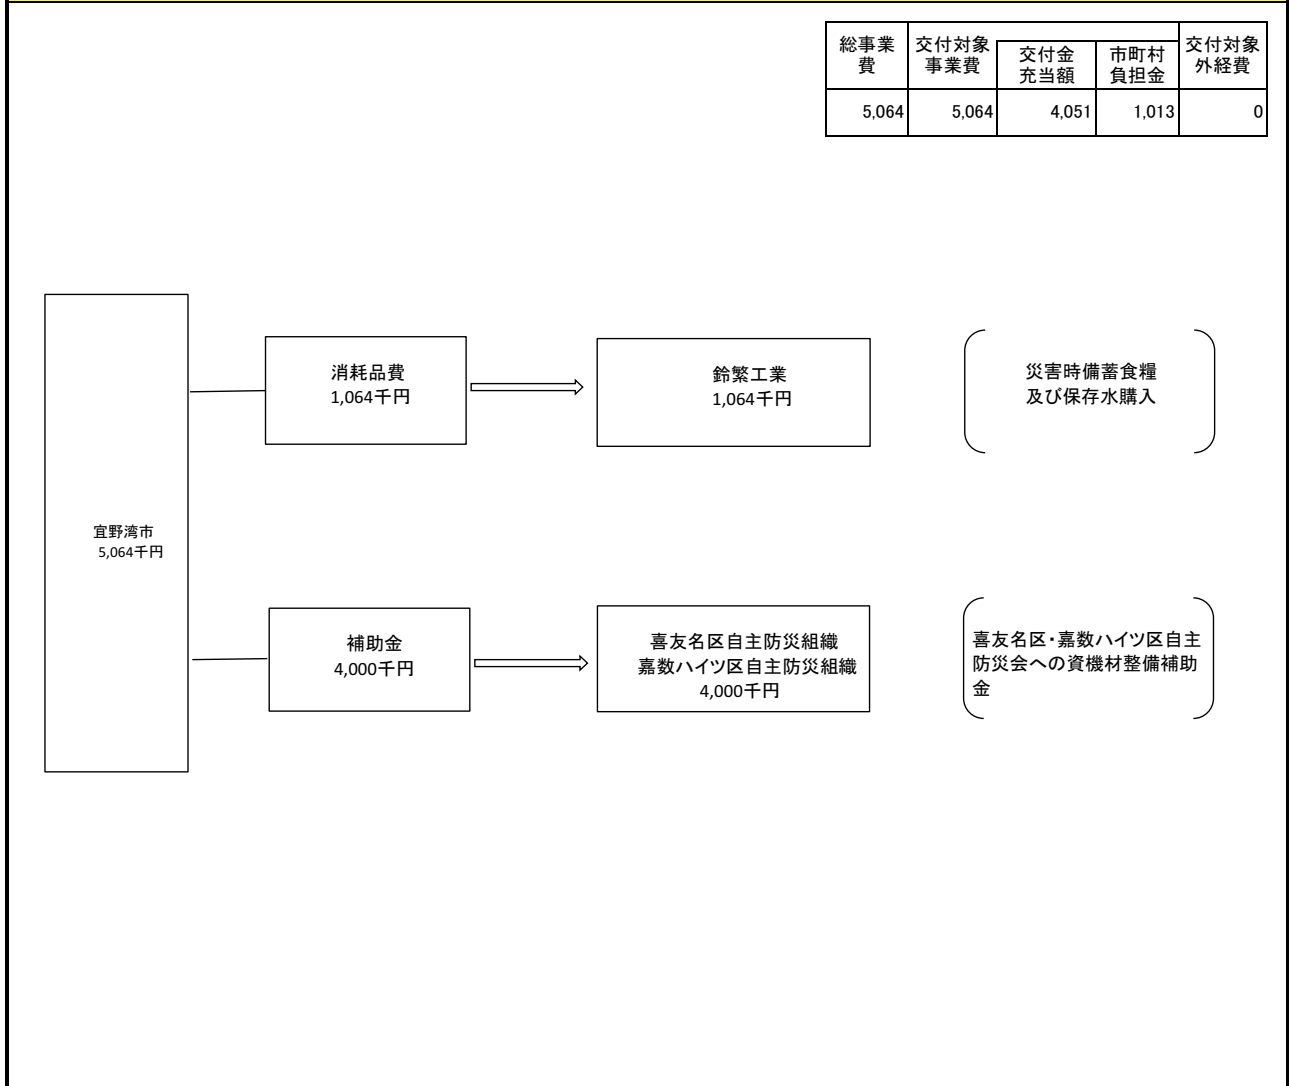 総事業費
交付対象事業費
交付金充当額
市町村負担金
交付対象外経費
5,064
5,064
4,051
1,013
0
消耗品費
1,064千円
鈴繁工業
1,064千円
災害時備蓄食糧
及び保存水購入
宜野湾市
5,064千円
補助金
4,000千円
喜友名区自主防災組織
嘉数ハイツ区自主防災組織
4,000千円
喜友名区・嘉数ハイツ区自主
防災会への資機材整備補助
金